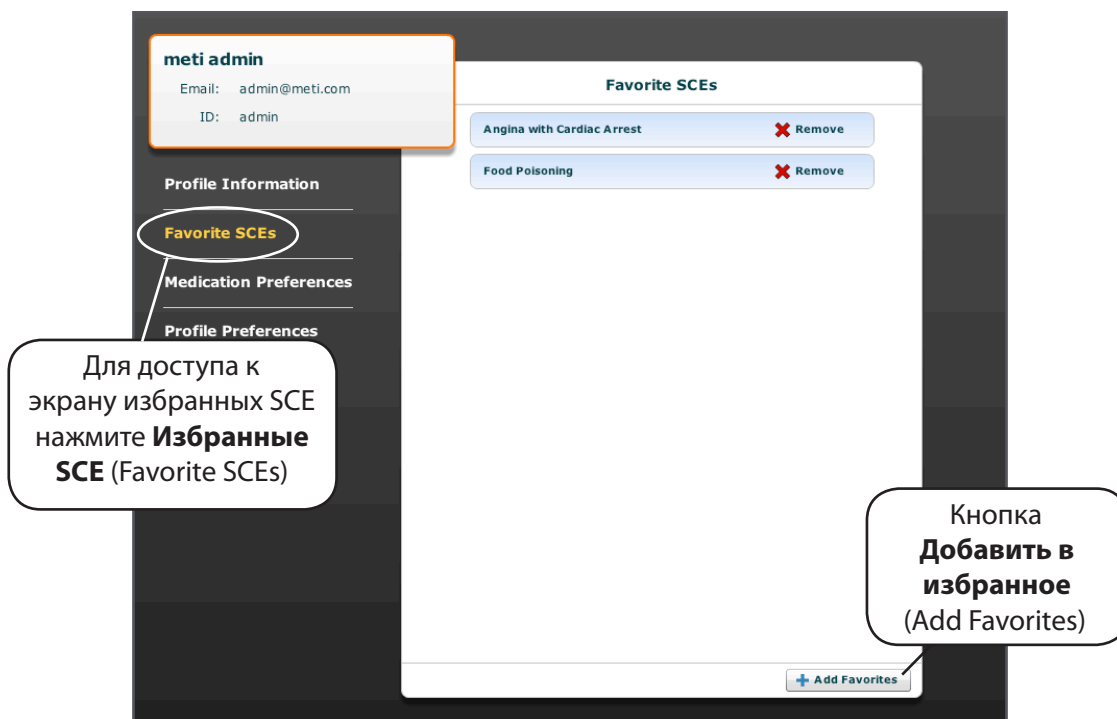 meti admin
Email: admin@meti.com
ID: admin
Profile Information
Favorite SCEs
Medication Preferences
Profile Preferences
Для доступа к
экрану избранных SCE
нажмите Избранные
SCE (Favorite SCEs)
Favorite SCEs
Angina with Cardiac Arrest Remove
Food Poisoning Remove
Кнопка
Добавить в
избранное
(Add Favorites)
Add Favorites